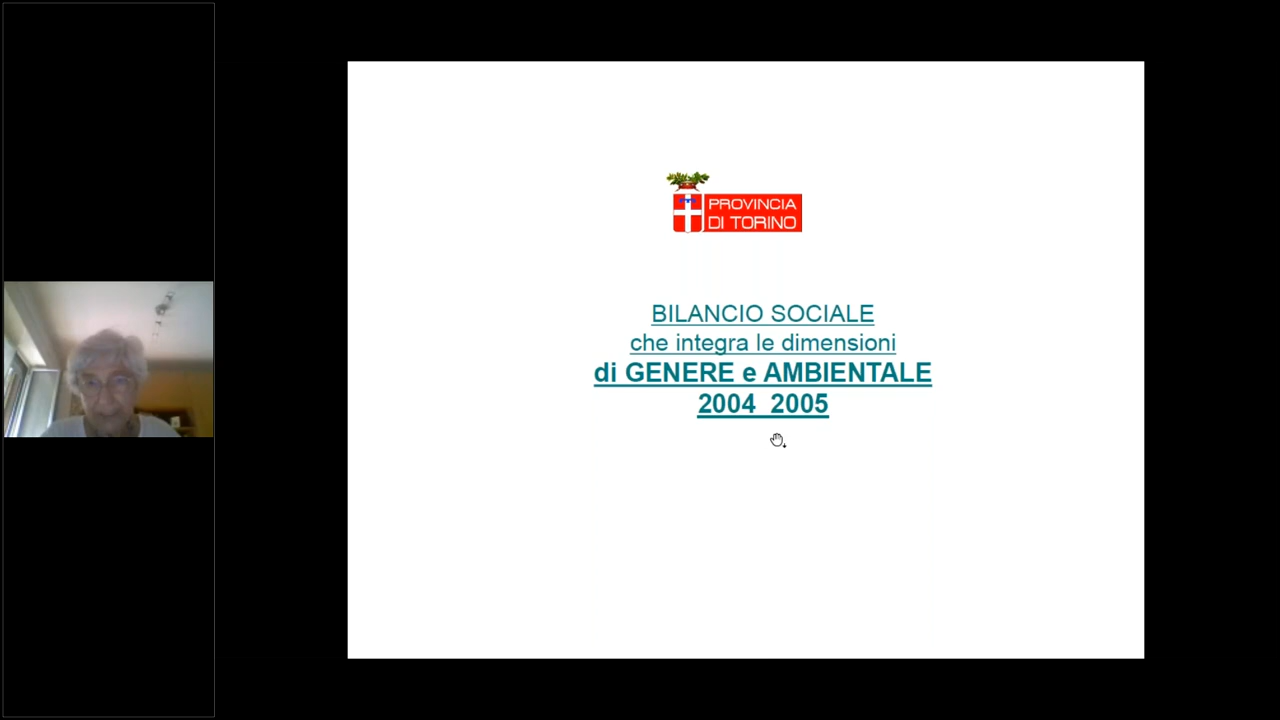 PROVINCIA
DI TORINO
BILANCIO SOCIALE
che integra le dimensioni
di GENERE e AMBIENTALE
2004 2005